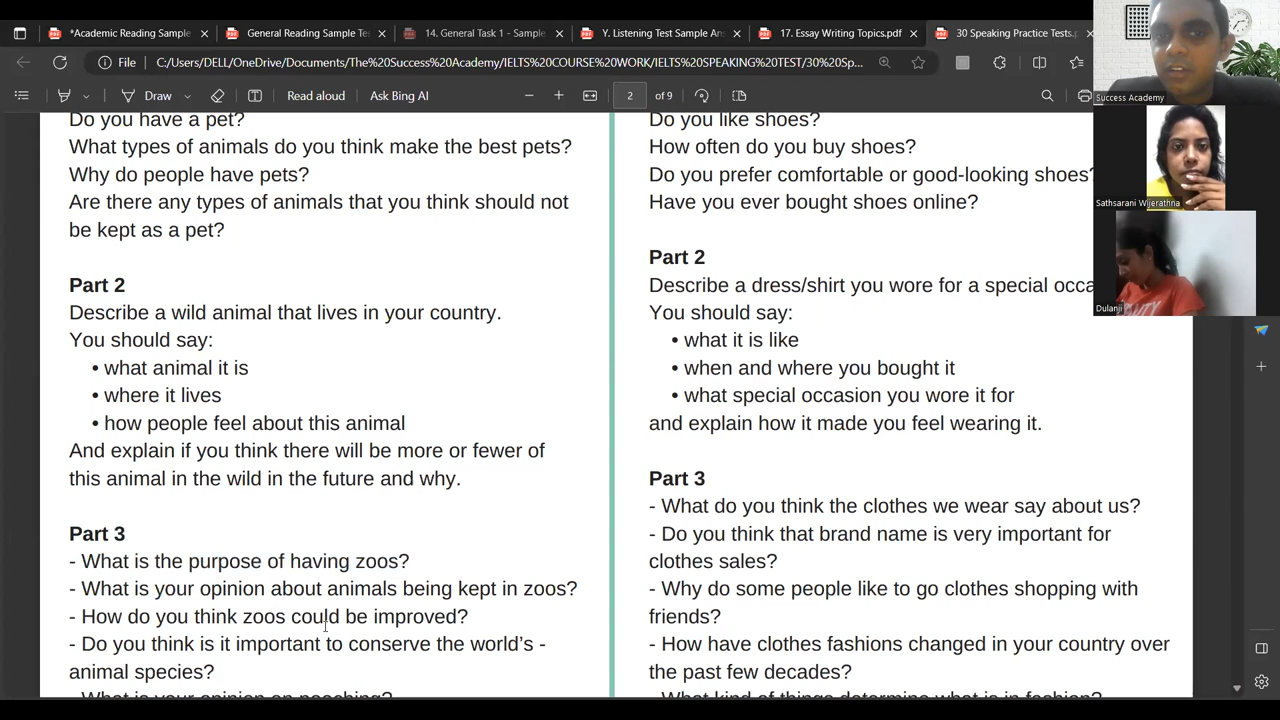 *Academic Reading Sample
General Reading Sample Te
14. General Task 1 - Sample
Y. Listening Test Sample An
17. Essay Writing Topics.pdf
30 Speaking Practice Tests.p
File
C:/Users/DELL/OneDrive/Documents/The%20Success%20Academy/IELTS%20COURSE%20WORK/IELTS%20SPEAKING%20TEST/30%20Sp...
Draw
Read aloud
Ask Bing AI
2 of 9
Do you have a pet?
What types of animals do you think make the best pets?
Why do people have pets?
Are there any types of animals that you think should not
be kept as a pet?
Part 2
Describe a wild animal that lives in your country.
You should say:
• what animal it is
• where it lives
• how people feel about this animal
And explain if you think there will be more or fewer of
this animal in the wild in the future and why.
Part 3
- What is the purpose of having zoos?
- What is your opinion about animals being kept in zoos?
- How do you think zoos could be improved?
- Do you think is it important to conserve the world’s -
animal species?
- What is your opinion on poaching?
Do you like shoes?
How often do you buy shoes?
Do you prefer comfortable or good-looking shoes?
Have you ever bought shoes online?
Part 2
Describe a dress/shirt you wore for a special occa
You should say:
• what it is like
• when and where you bought it
• what special occasion you wore it for
and explain how it made you feel wearing it.
Part 3
- What do you think the clothes we wear say about us?
- Do you think that brand name is very important for
clothes sales?
- Why do some people like to go clothes shopping with
friends?
- How have clothes fashions changed in your country over
the past few decades?
- What kind of things determine what is in fashion?
Success Academy
Sathsarani Wijerathna
Dulanji